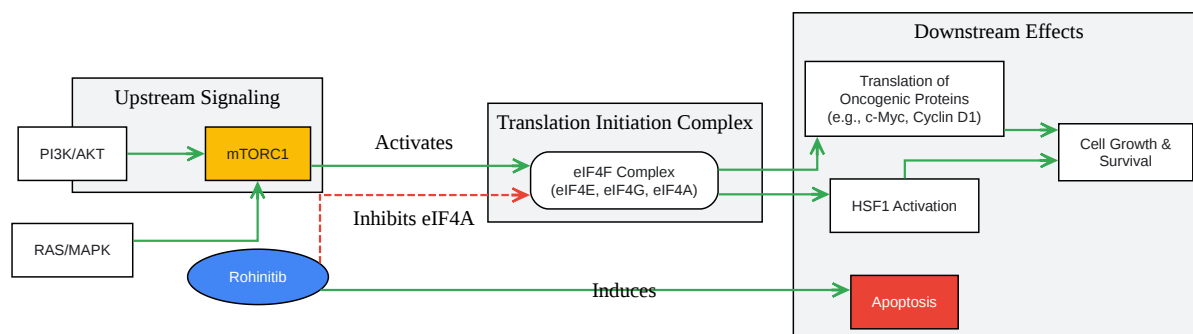 Downstream Effects
Upstream Signaling
Translation of
Oncogenic Proteins
(e.g., c-Myc, Cyclin D1)
Translation Initiation Complex
PI3K/AKT
mTORC1
Activates
Cell Growth &
Survival
eIF4F Complex
(eIF4E, eIF4G, eIF4A)
Inhibits eIF4A
HSF1 Activation
RAS/MAPK
Rohinitib
Induces
Apoptosis